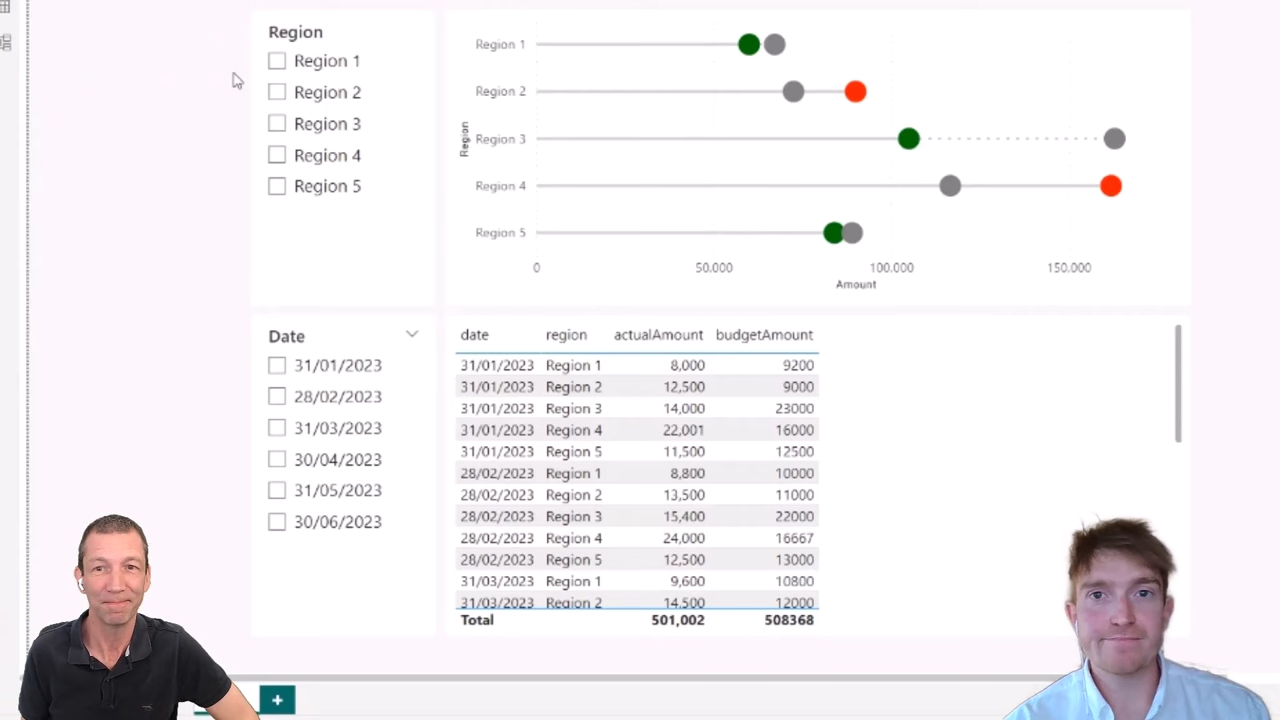 Region
Region 1
Region 2
Region 3
Region 4
Region 5
Region
Region 1
Region 2
Region 3
Region 4
Region 5
0 50.000 100.000 150.000
Amount
Date
31/01/2023
28/02/2023
31/03/2023
30/04/2023
31/05/2023
30/06/2023
date region actualAmount budgetAmount
31/01/2023 Region 1 8,000 9200
31/01/2023 Region 2 12,500 9000
31/01/2023 Region 3 14,000 23000
31/01/2023 Region 4 22,001 16000
31/01/2023 Region 5 11,500 12500
28/02/2023 Region 1 8,800 10000
28/02/2023 Region 2 13,500 11000
28/02/2023 Region 3 15,400 22000
28/02/2023 Region 4 24,000 16667
28/02/2023 Region 5 12,500 13000
31/03/2023 Region 1 9,600 10800
31/03/2023 Region 2 14,500 12000
Total 501,002 508368
+